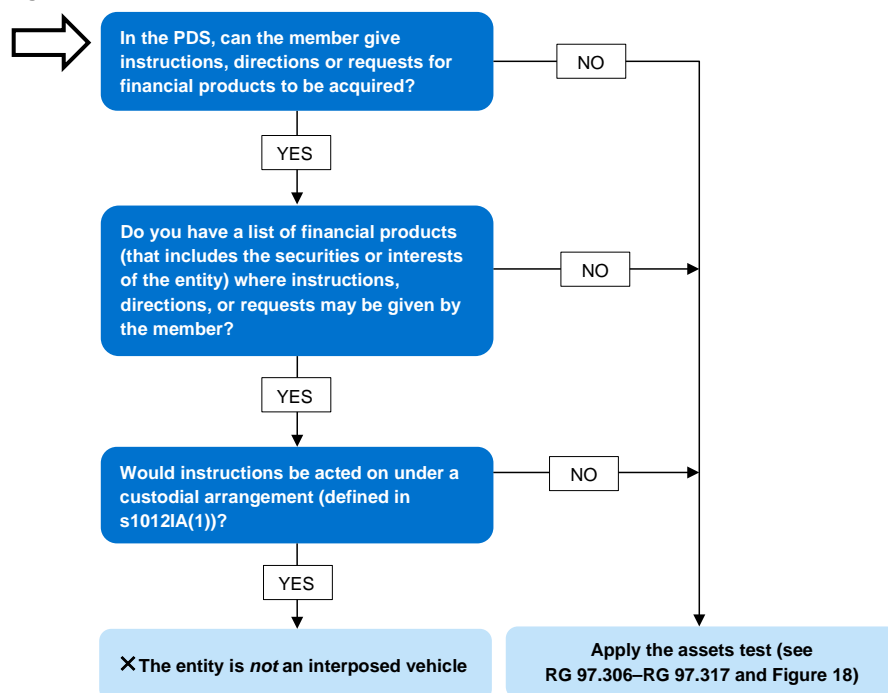 In the PDS, can the member give
instructions, directions or requests for
financial products to be acquired?
NO
YES
Do you have a list of financial products
(that includes the securities or interests
of the entity) where instructions,
directions, or requests may be given by
the member?
NO
YES
Would instructions be acted on under a
custodial arrangement (defined in
s1012IA(1))?
NO
YES
✕ The entity is not an interposed vehicle
Apply the assets test (see
RG 97.306–RG 97.317 and Figure 18)